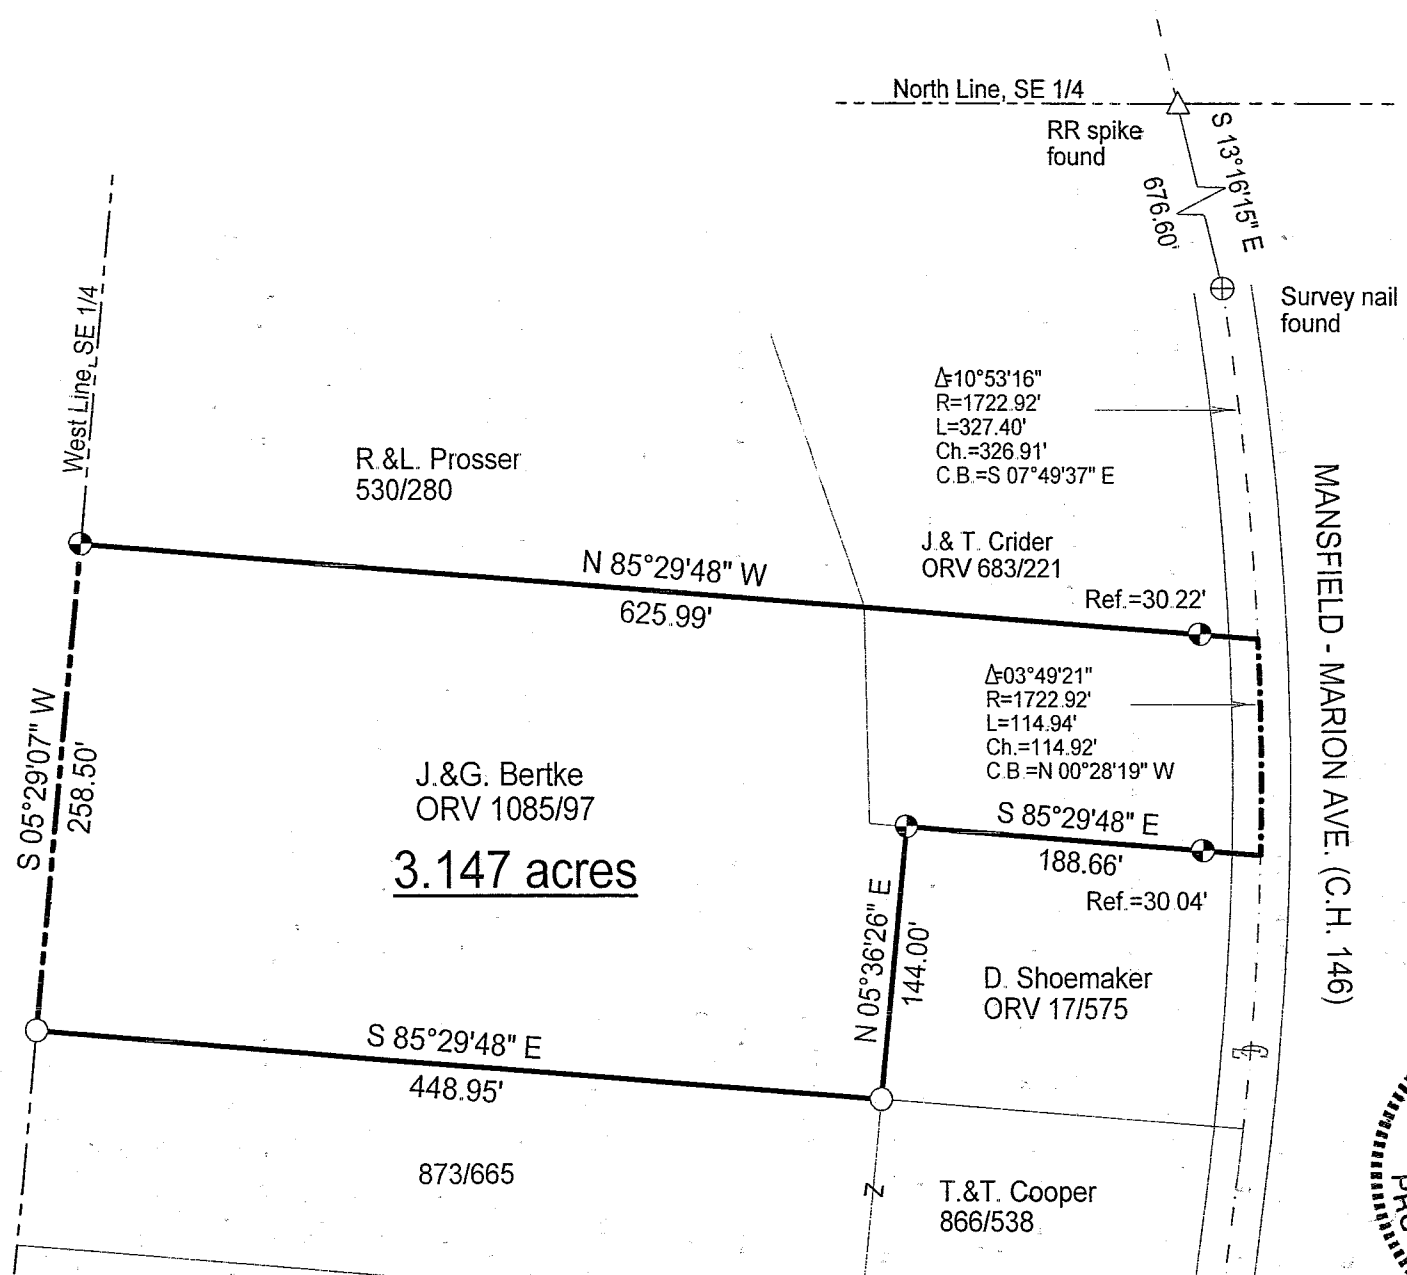 North Line, SE 1/4
RR spike
found
S 13°16'15" E
676.60'
Survey nail
found
West Line, SE 1/4
Δ=10°53'16"
R=1722.92'
L=327.40'
Ch.=326.91'
C.B.=S 07°49'37" E
R.&L. Prosser
530/280
J.& T. Crider
ORV 683/221
N 85°29'48" W
625.99'
Ref.=30.22'
MANSFIELD - MARION AVE. (C.H. 146)
Δ=03°49'21"
R=1722.92'
L=114.94'
Ch.=114.92'
C.B.=N 00°28'19" W
S 05°29'07" W
258.50'
J.&G. Bertke
ORV 1085/97
3.147 acres
S 85°29'48" E
188.66'
Ref.=30.04'
N 05°36'26" E
144.00'
D. Shoemaker
ORV 17/575
S 85°29'48" E
448.95'
873/665
Z
T.&T. Cooper
866/538